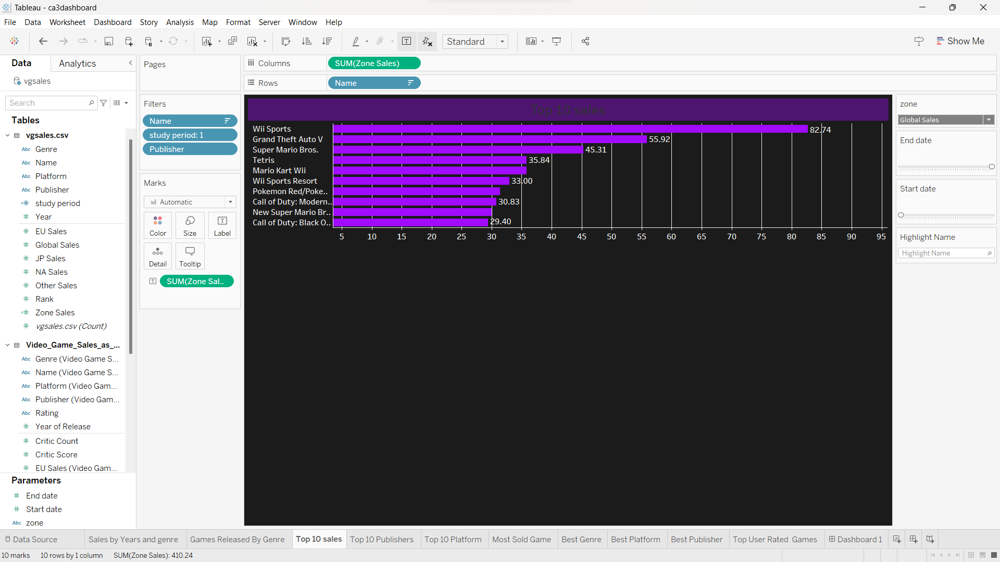 Tableau - ca3dashboard
File Data Worksheet Dashboard Story Analysis Map Format Server Window Help
Standard
Show Me
Data Analytics
vgsales
Search
Tables
vgsales.csv
Abc Genre
Abc Name
Abc Platform
Abc Publisher
=# study period
# Year
# EU Sales
# Global Sales
# JP Sales
# NA Sales
# Other Sales
# Rank
=# Zone Sales
# vgsales.csv (Count)
Video_Game_Sales_as_...
Abc Genre (Video Game S...
Abc Name (Video Game S...
Abc Platform (Video Gam...
Abc Publisher (Video Gam...
Abc Rating
# Year of Release
# Critic Count
# Critic Score
# EU Sales (Video Gam...
Parameters
# End date
# Start date
Abc zone
Pages
Filters
Name
study period: 1
Publisher
Marks
Automatic
Color Size Label
Detail Tooltip
SUM(Zone Sal..
Columns SUM(Zone Sales)
Rows Name
Top 10 sales
Wii Sports 82.74
Grand Theft Auto V 55.92
Super Mario Bros. 45.31
Tetris 35.84
Mario Kart Wii
Wii Sports Resort 33.00
Pokemon Red/Poke..
Call of Duty: Modern.. 30.83
New Super Mario Br..
Call of Duty: Black O.. 29.40
5 10 15 20 25 30 35 40 45 50 55 60 65 70 75 80 85 90 95
zone
Global Sales
End date
Start date
Highlight Name
Highlight Name
Data Source Sales by Years and genre Games Released By Genre Top 10 sales Top 10 Publishers Top 10 Platform Most Sold Game Best Genre Best Platform Best Publisher Top User Rated Games Dashboard 1
10 marks 10 rows by 1 column SUM(Zone Sales): 410.24